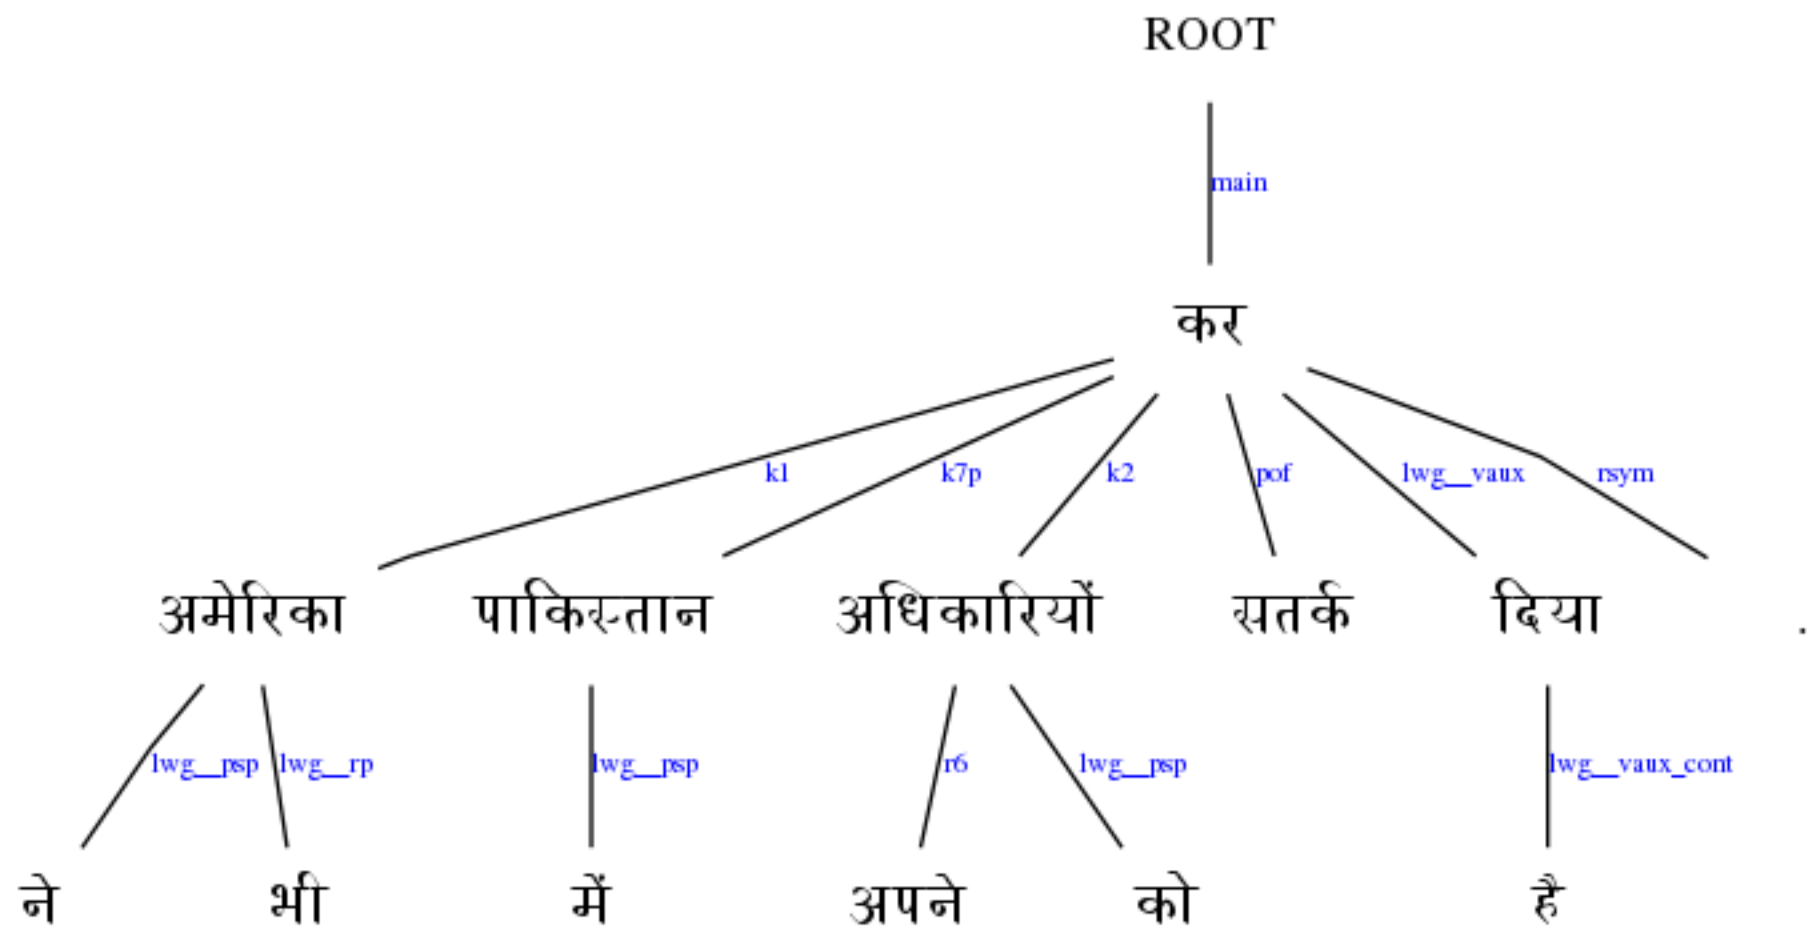 ROOT
main
कर
k1 k7p k2 pof lwg__vaux rsym
अमेरिका पाकिस्तान अधिकारियों सतर्क दिया .
lwg__psp lwg__rp lwg__psp r6 lwg__psp lwg__vaux_cont
ने भी में अपने को है